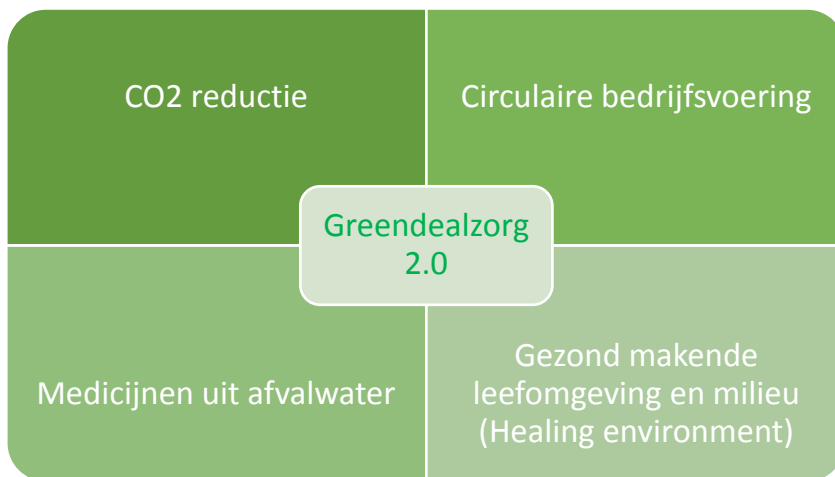 CO2 reductie
Circulaire bedrijfsvoering
Greendealzorg
2.0
Medicijnen uit afvalwater
Gezond makende
leefomgeving en milieu
(Healing environment)